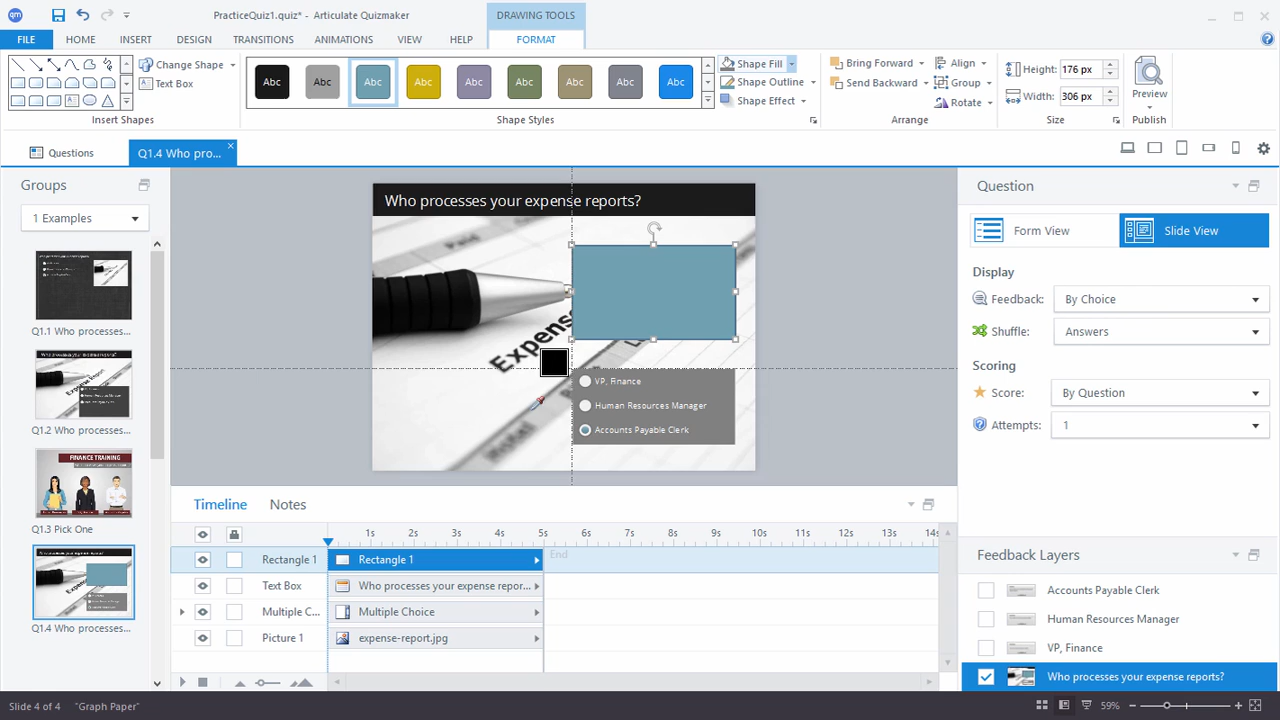 PracticeQuiz1.quiz* - Articulate Quizmaker
DRAWING TOOLS
FILE HOME INSERT DESIGN TRANSITIONS ANIMATIONS VIEW HELP FORMAT
Change Shape
Text Box
Insert Shapes
Abc Abc Abc Abc Abc Abc Abc Abc Abc
Shape Styles
Shape Fill
Shape Outline
Shape Effect
Bring Forward
Send Backward
Align
Group
Rotate
Arrange
Height: 176 px
Width: 306 px
Size
Preview
Publish
Questions
Q1.4 Who pro...
Groups
1 Examples
Q1.1 Who processes...
Q1.2 Who processes...
FINANCE TRAINING
Q1.3 Pick One
Q1.4 Who processes...
Who processes your expense reports?
Expense
VP, Finance
Human Resources Manager
Accounts Payable Clerk
Question
Form View
Slide View
Display
Feedback: By Choice
Shuffle: Answers
Scoring
Score: By Question
Attempts: 1
Timeline
Notes
1s 2s 3s 4s 5s 6s 7s 8s 9s 10s 11s 12s 13s 14s
Rectangle 1 Rectangle 1 End
Text Box Who processes your expense repor...
Multiple C... Multiple Choice
Picture 1 expense-report.jpg
Feedback Layers
Accounts Payable Clerk
Human Resources Manager
VP, Finance
Who processes your expense reports?
Slide 4 of 4 "Graph Paper"
59%